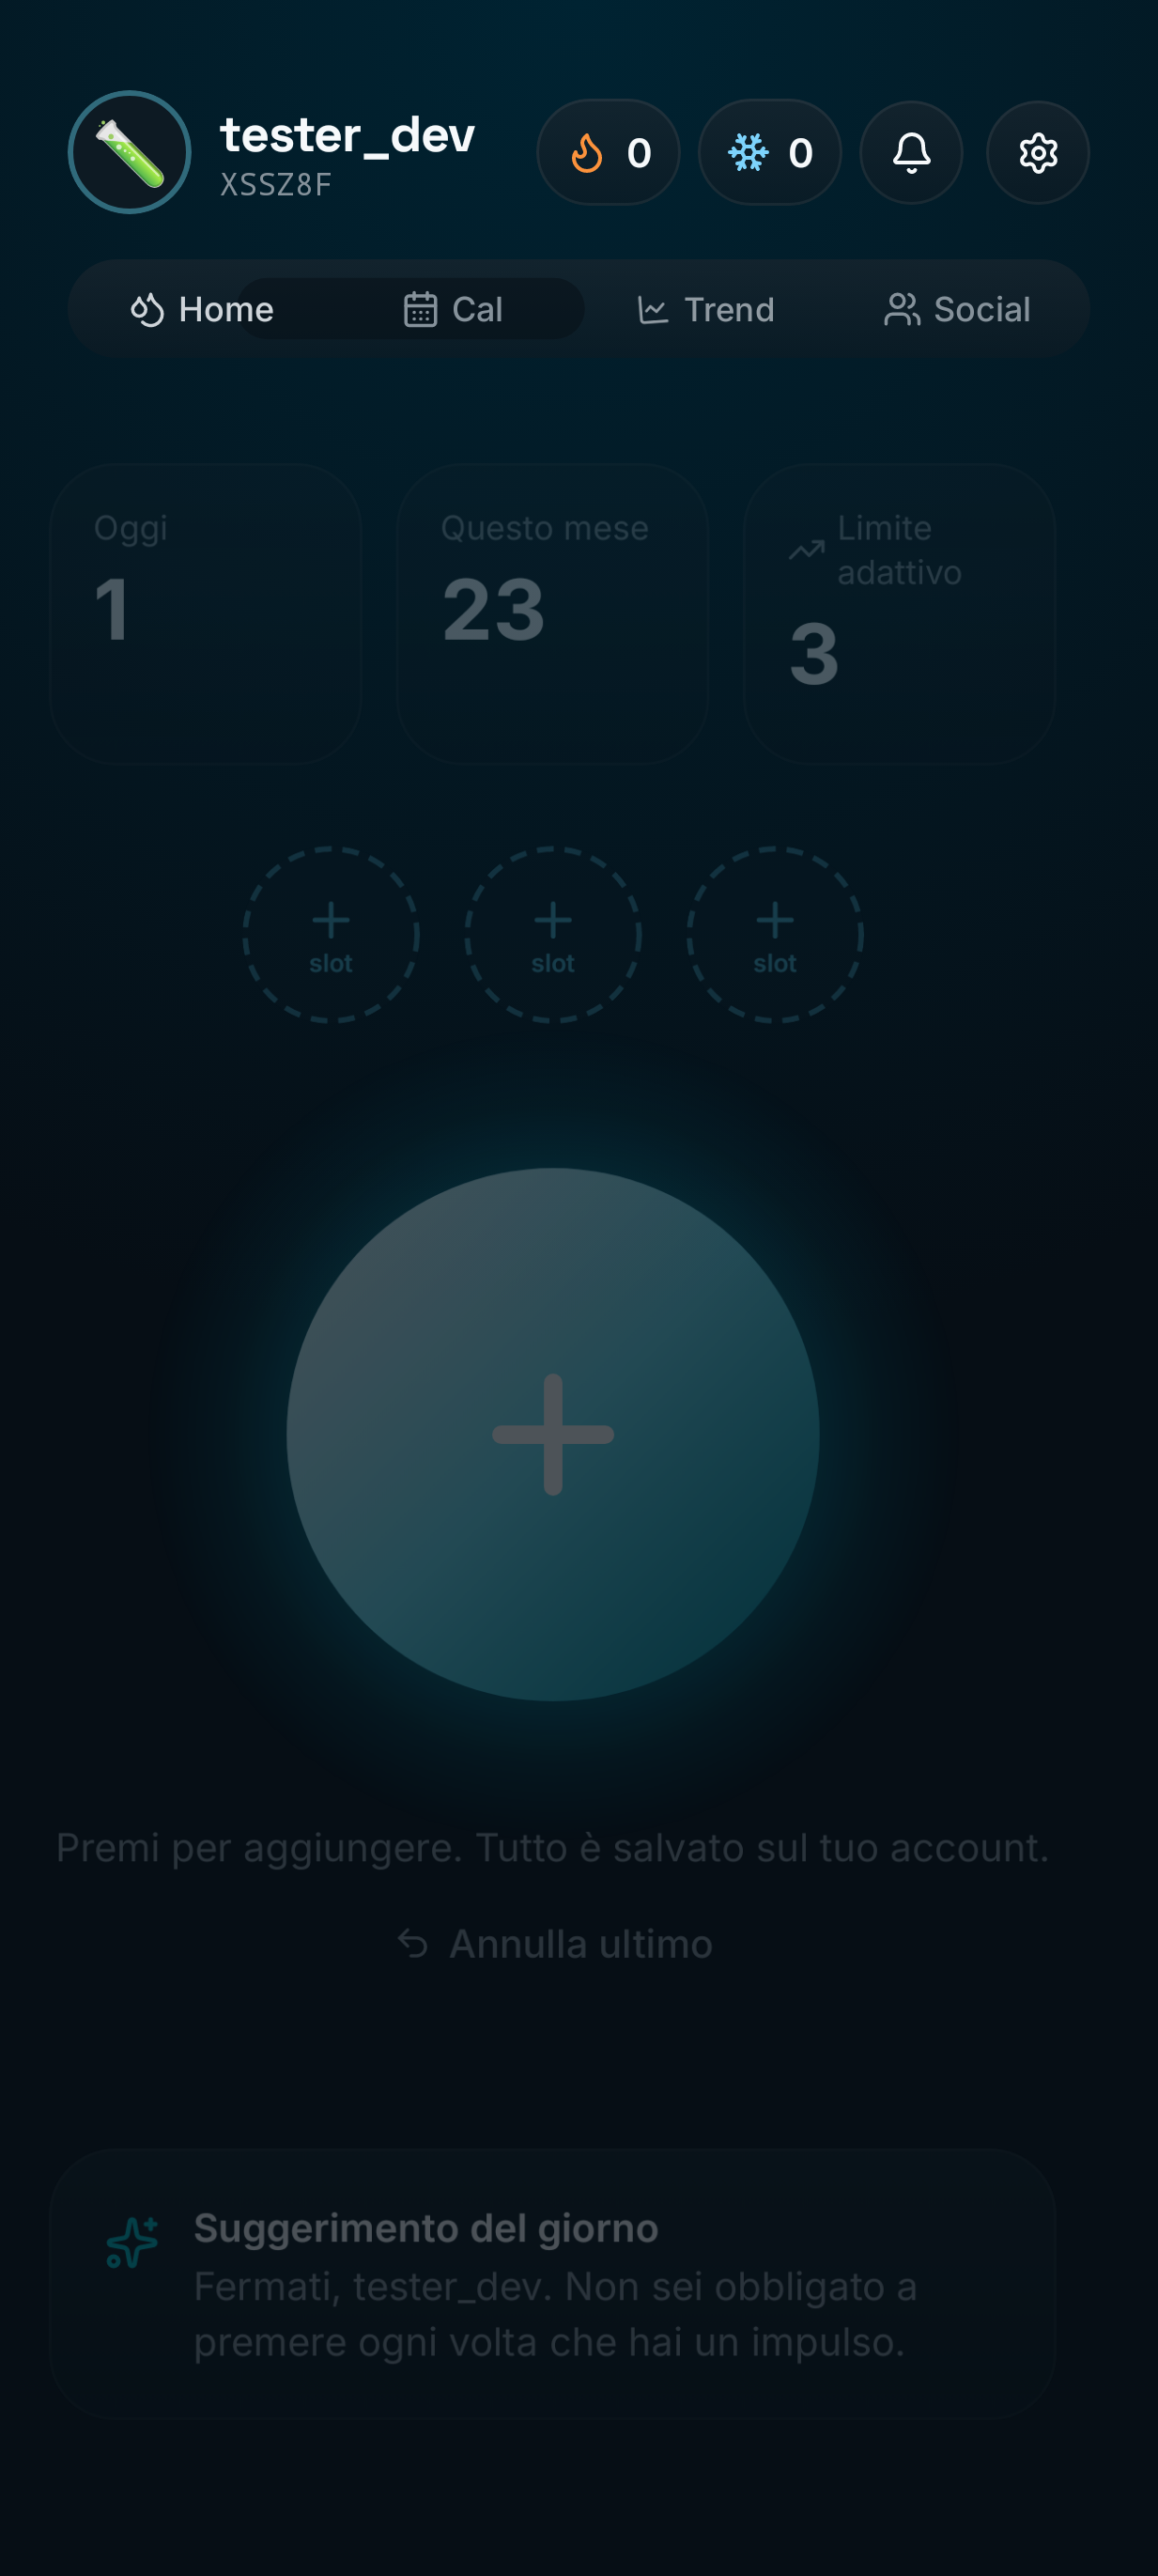 tester_dev
XSSZ8F
0
0
Home
Cal
Trend
Social
Oggi
1
Questo mese
23
Limite
adattivo
3
slot
slot
slot
Premi per aggiungere. Tutto è salvato sul tuo account.
Annulla ultimo
Suggerimento del giorno
Fermati, tester_dev. Non sei obbligato a
premere ogni volta che hai un impulso.